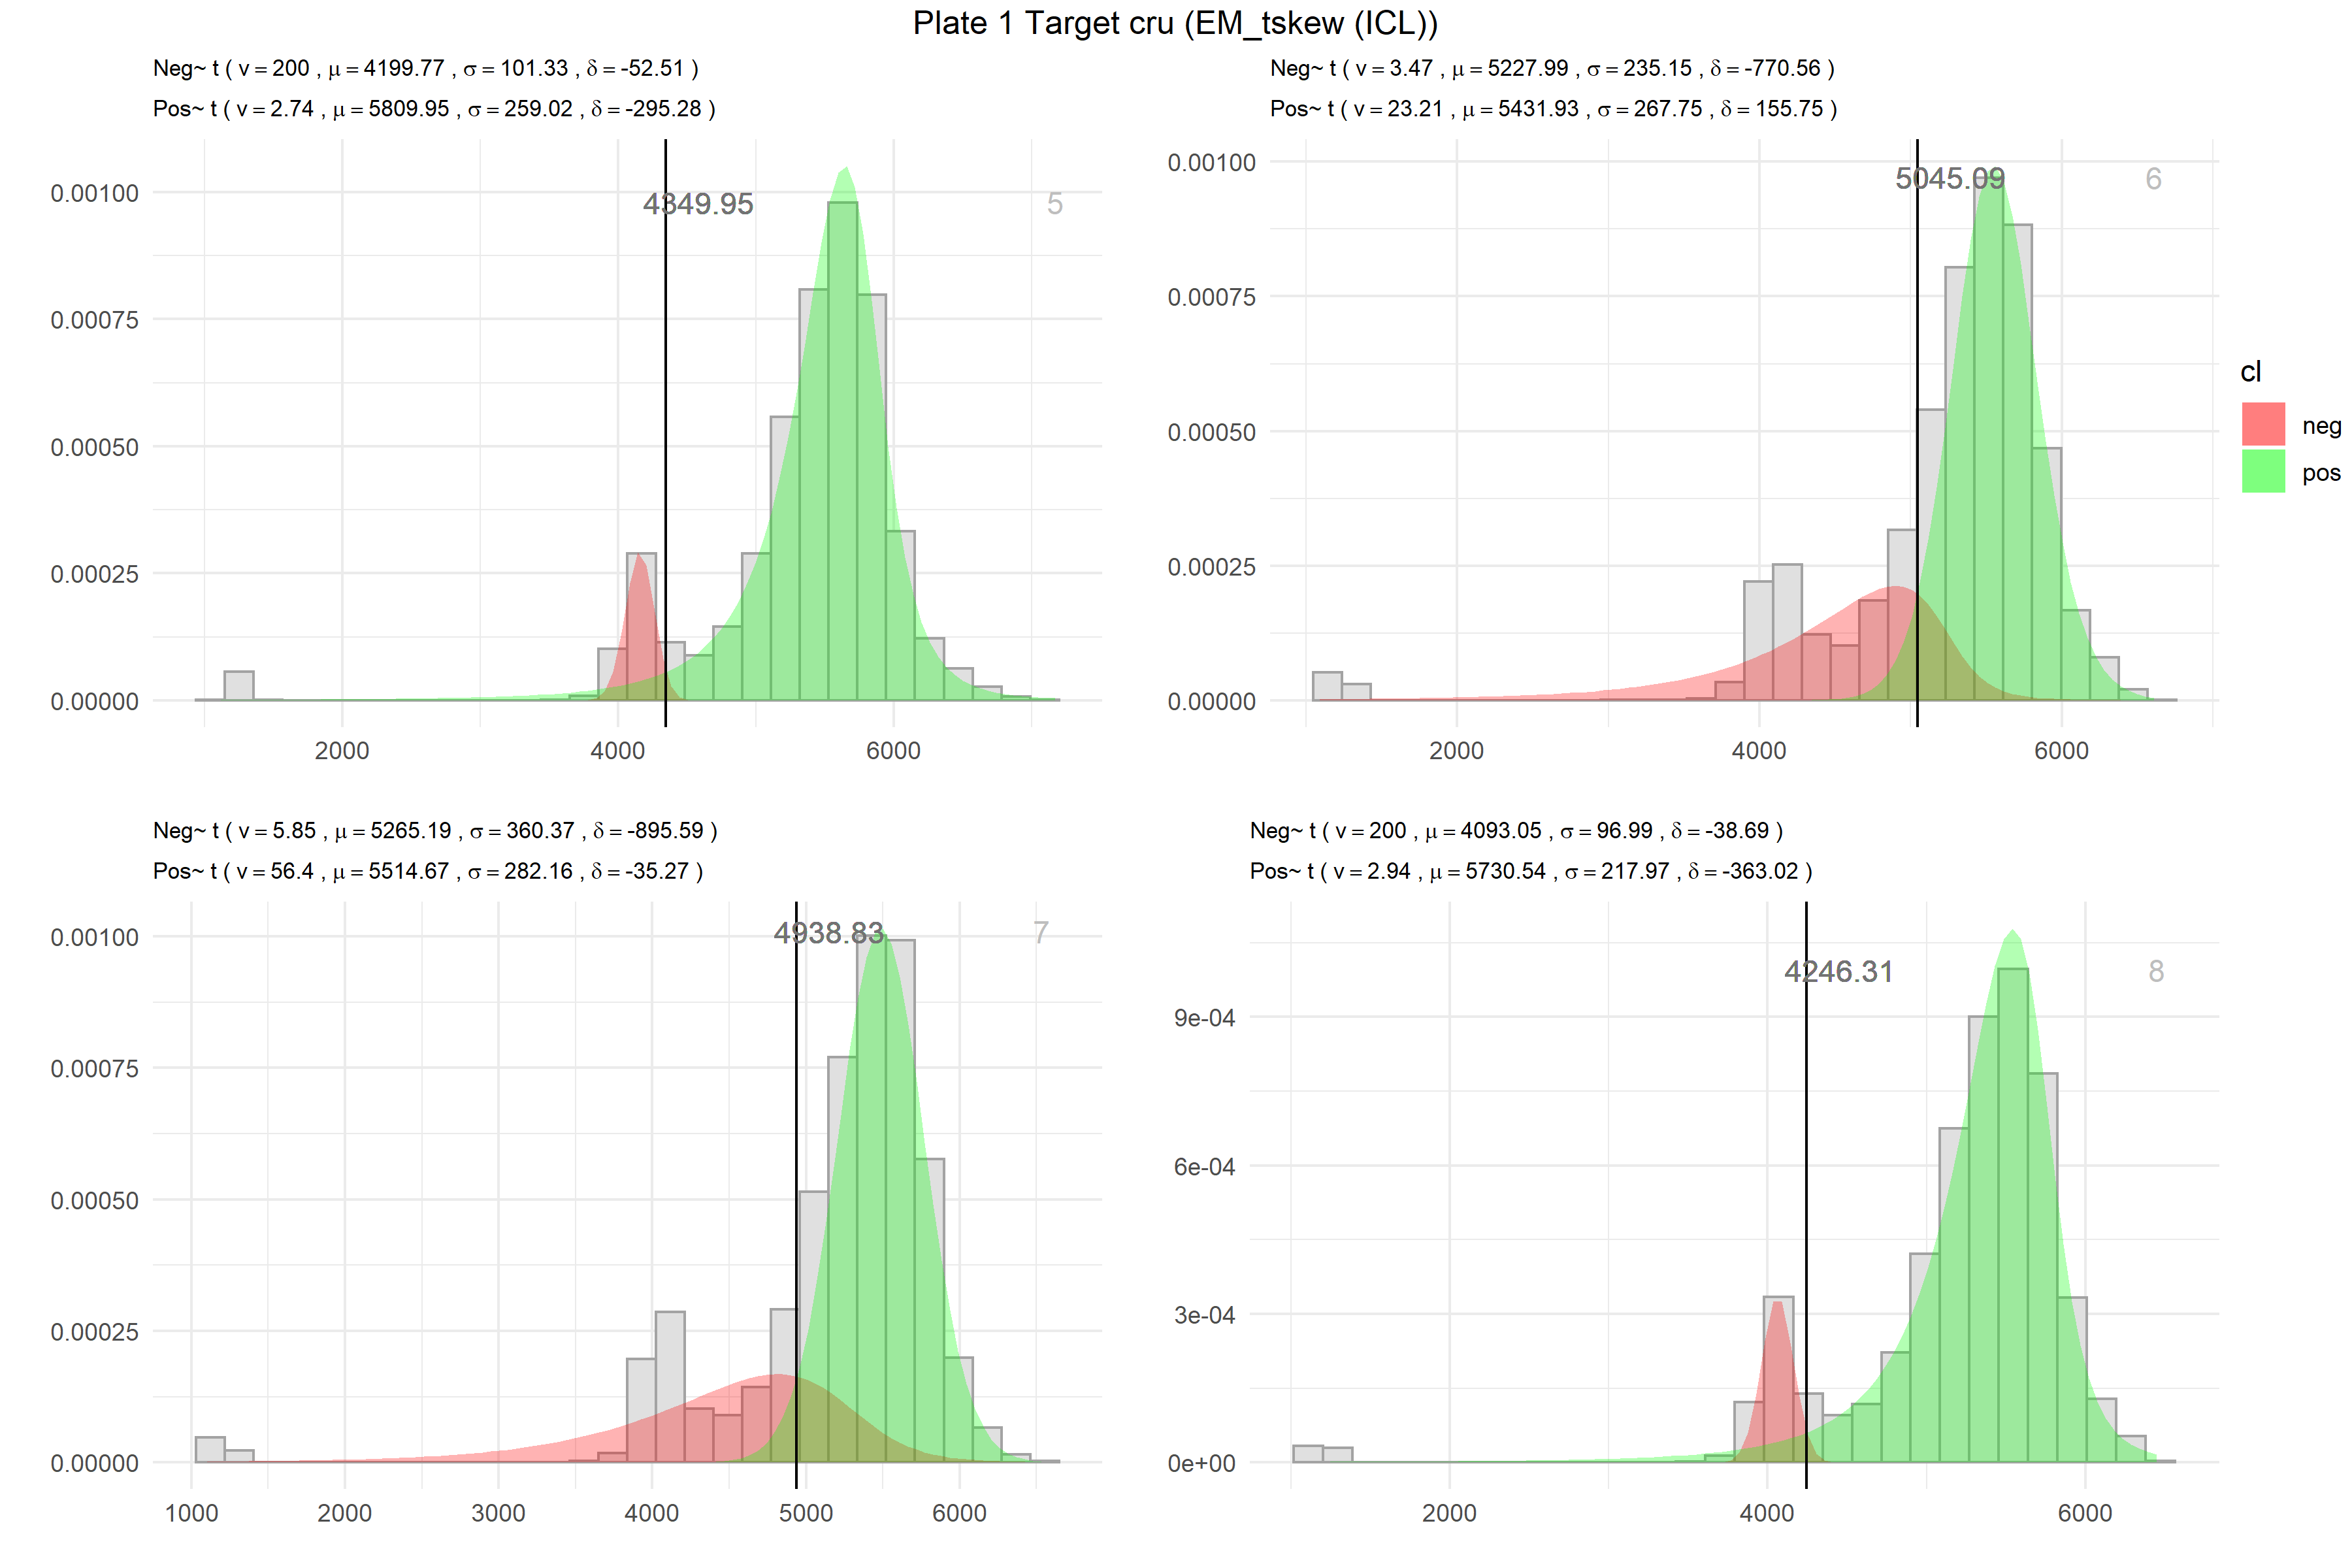 Plate 1 Target cru (EM_tskew (ICL))
Neg~ t ( v = 200 , μ = 4199.77 , σ = 101.33 , δ = -52.51 )
Pos~ t ( v = 2.74 , μ = 5809.95 , σ = 259.02 , δ = -295.28 )
0.00100
0.00075
0.00050
0.00025
0.00000
4349.95
5
2000 4000 6000
Neg~ t ( v = 3.47 , μ = 5227.99 , σ = 235.15 , δ = -770.56 )
Pos~ t ( v = 23.21 , μ = 5431.93 , σ = 267.75 , δ = 155.75 )
0.00100
0.00075
0.00050
0.00025
0.00000
5045.09
6
2000 4000 6000
cl
neg
pos
Neg~ t ( v = 5.85 , μ = 5265.19 , σ = 360.37 , δ = -895.59 )
Pos~ t ( v = 56.4 , μ = 5514.67 , σ = 282.16 , δ = -35.27 )
0.00100
0.00075
0.00050
0.00025
0.00000
4938.83
7
1000 2000 3000 4000 5000 6000
Neg~ t ( v = 200 , μ = 4093.05 , σ = 96.99 , δ = -38.69 )
Pos~ t ( v = 2.94 , μ = 5730.54 , σ = 217.97 , δ = -363.02 )
9e-04
6e-04
3e-04
0e+00
4246.31
8
2000 4000 6000